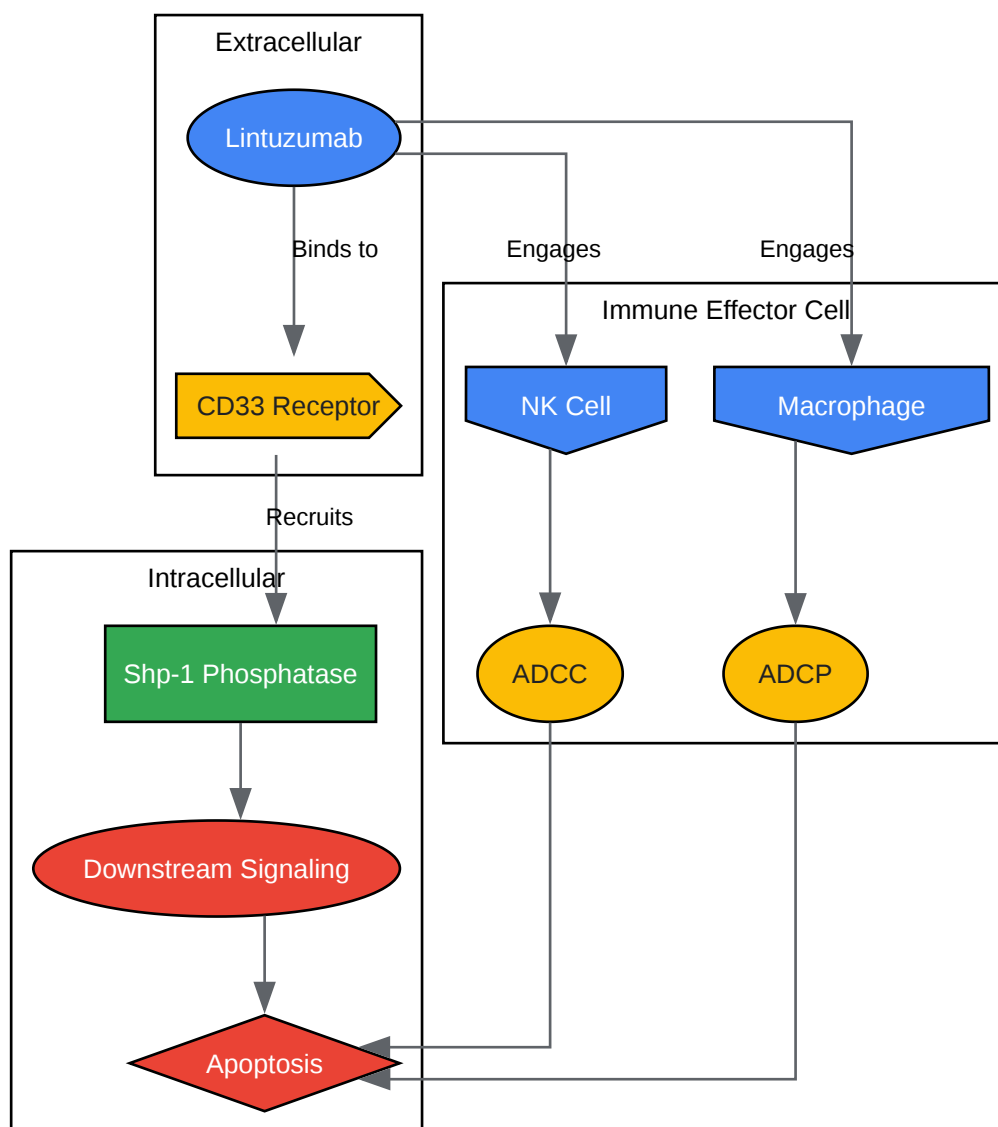 Extracellular
Lintuzumab
Binds to
Engages
Engages
Immune Effector Cell
CD33 Receptor
NK Cell
Macrophage
Recruits
Intracellular
Shp-1 Phosphatase
ADCC
ADCP
Downstream Signaling
Apoptosis